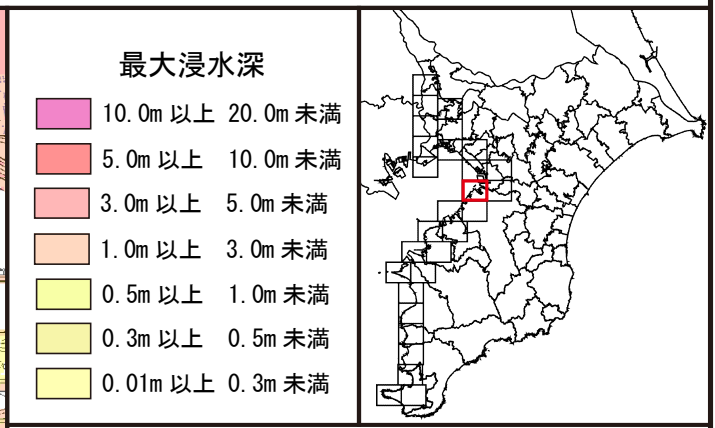 最大浸水深
10.0m 以上 20.0m 未満
5.0m 以上 10.0m 未満
3.0m 以上 5.0m 未満
1.0m 以上 3.0m 未満
0.5m 以上 1.0m 未満
0.3m 以上 0.5m 未満
0.01m 以上 0.3m 未満